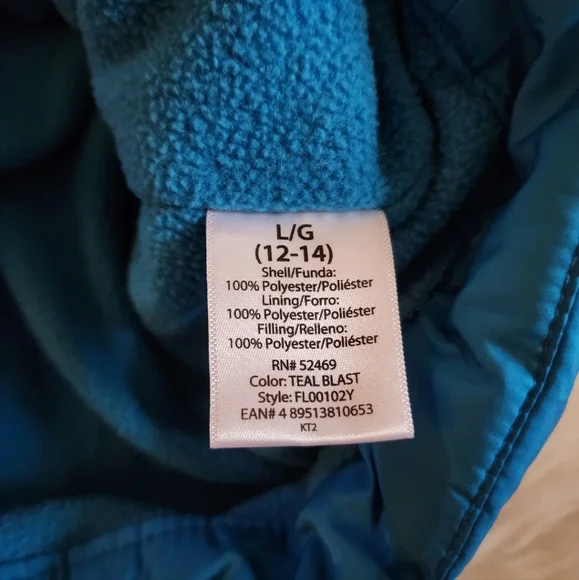 L/G
(12-14)
Shell/Funda:
100% Polyester/Poliéster
Lining/Forro:
100% Polyester/Poliéster
Filling/Relleno:
100% Polyester/Poliéster
RN# 52469
Color: TEAL BLAST
Style: FL00102Y
EAN# 4 89513810653
KT2